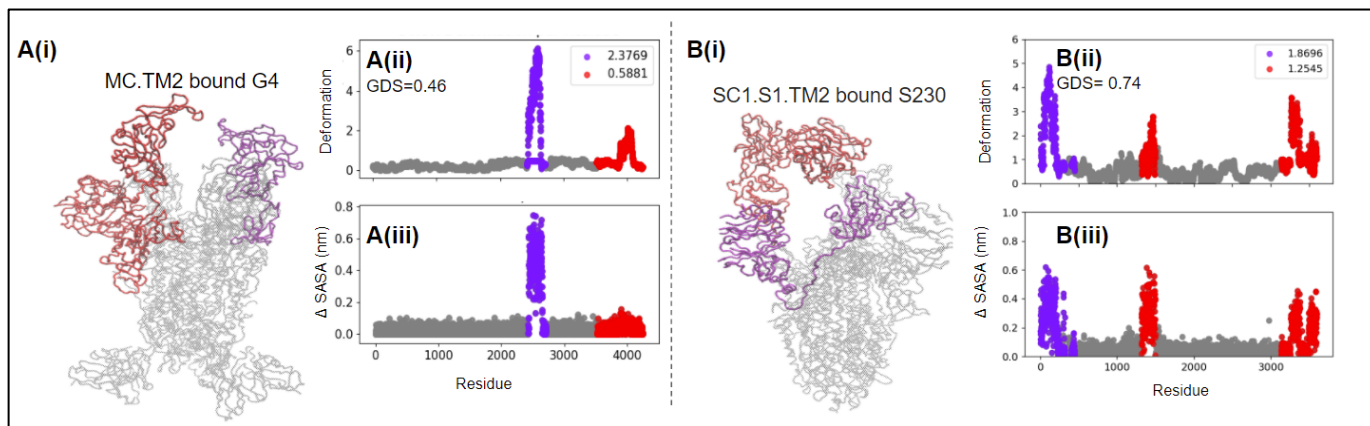 A(i)
MC.TM2 bound G4
A(ii)
GDS=0.46
2.3769
0.5881
Deformation
6
4
2
0
A(iii)
Δ SASA (nm)
0.8
0.6
0.4
0.2
0.0
0
1000
2000
3000
4000
Residue
B(i)
SC1.S1.TM2 bound S230
B(ii)
GDS= 0.74
1.8696
1.2545
Deformation
6
5
4
3
2
1
0
B(iii)
Δ SASA (nm)
1.0
0.8
0.6
0.4
0.2
0.0
0
1000
2000
3000
Residue